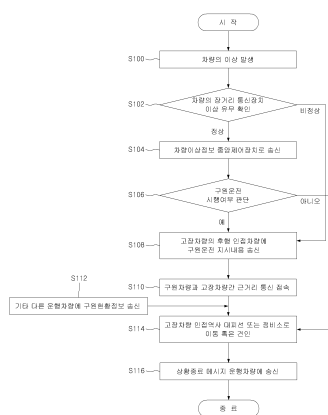 시 작
S100
차량의 이상 발생
S102
차량의 장거리 통신장치
이상 유무 확인
비정상
정상
S104
차량이상정보 중앙제어장치로 송신
S106
구원운전
시행여부 판단
아니오
예
S108
고장차량의 후행 인접차량에
구원운전 지시내용 송신
S110
구원차량과 고장차량간 근거리 통신 접속
S112
기타 다른 운행차량에 구원현황정보 송신
S114
고장차량 인접역사 대피선 또는 정비소로
이동 혹은 견인
S116
상황종료 메시지 운행차량에 송신
종 료